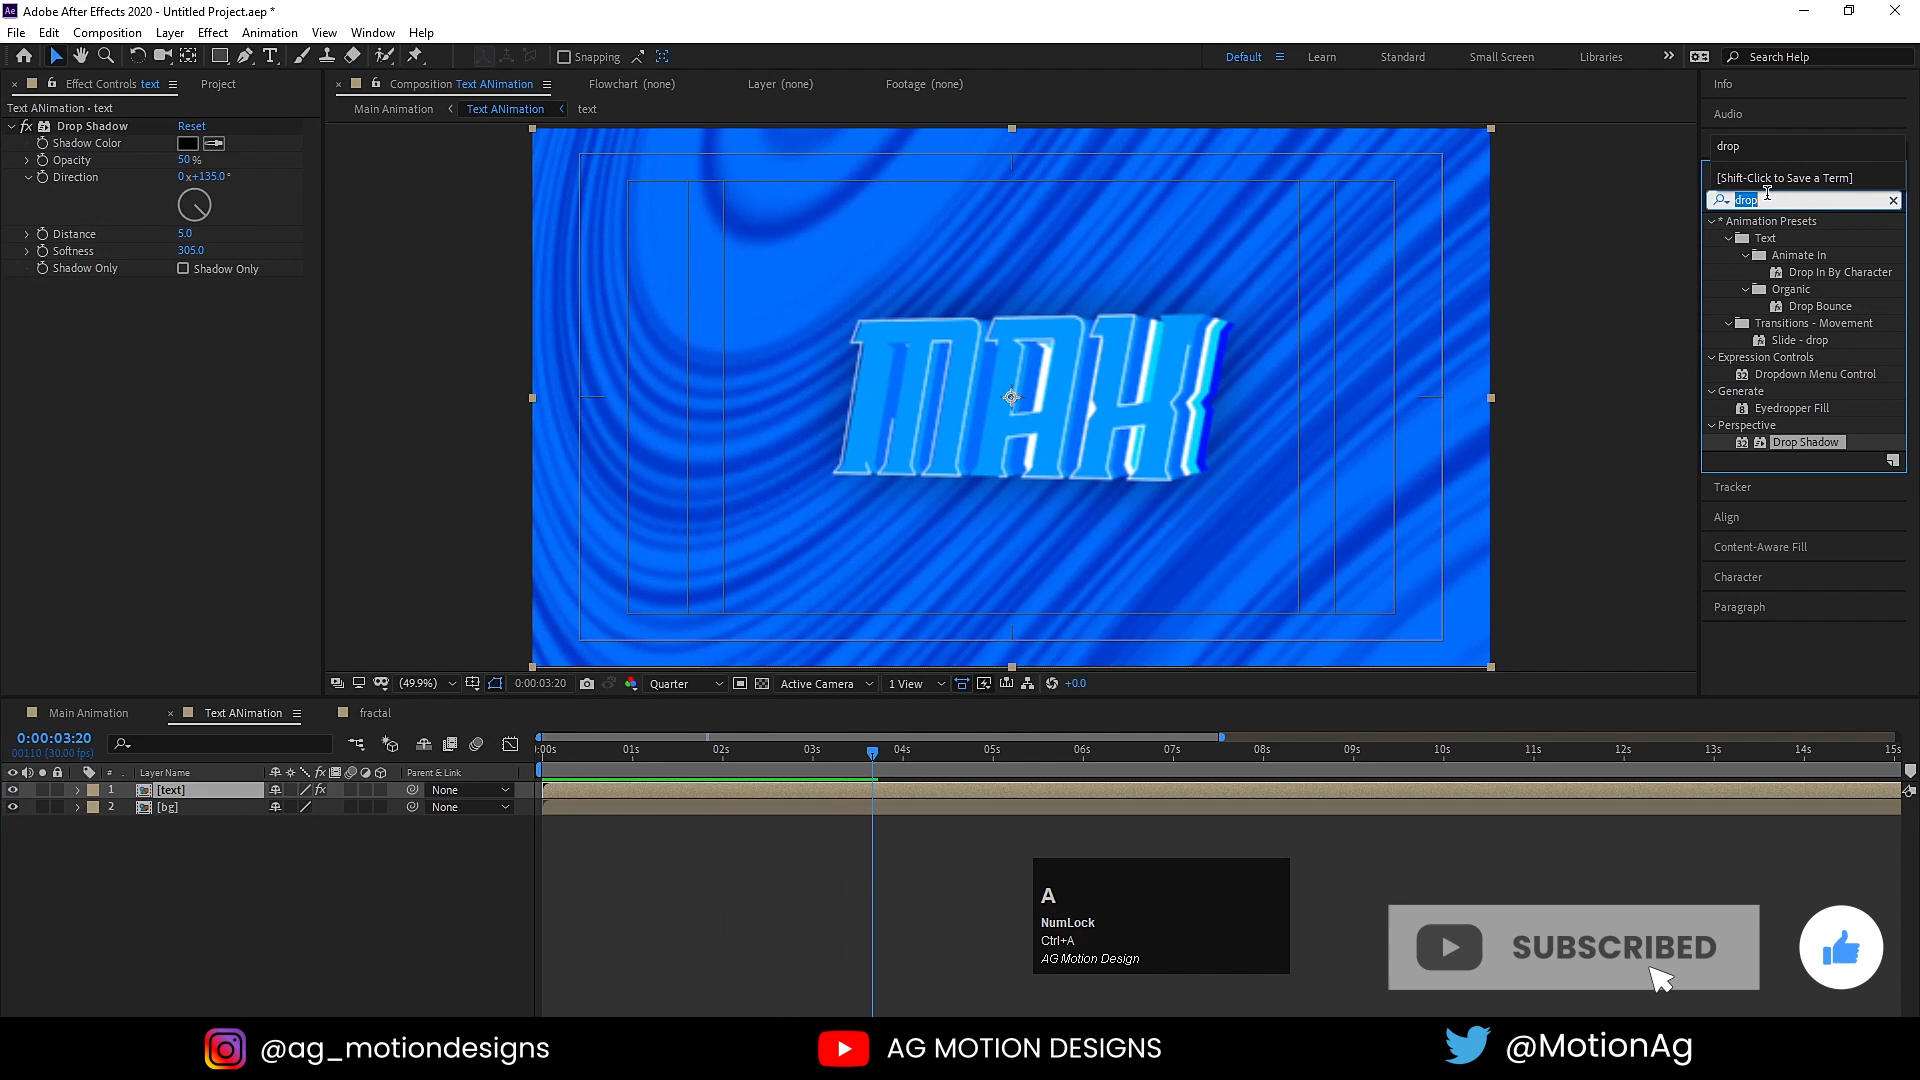 Adobe After Effects 2020 - Untitled Project.aep *
File Edit Composition Layer Effect Animation View Window Help
Snapping
Default Learn Standard Small Screen Libraries Search Help
Effect Controls text Project
Text ANimation • text
fx Drop Shadow Reset
Shadow Color
Opacity 50 %
Direction 0x+135.0°
Distance 5.0
Softness 305.0
Shadow Only Shadow Only
Composition Text ANimation Flowchart (none) Layer (none) Footage (none)
Main Animation Text ANimation text
MAX
(49.9%) 0:00:03:20 Quarter Active Camera 1 View +0.0
Info
Audio
drop
[Shift-Click to Save a Term]
drop
* Animation Presets
Text
Animate In
Drop In By Character
Organic
Drop Bounce
Transitions - Movement
Slide - drop
Expression Controls
Dropdown Menu Control
Generate
Eyedropper Fill
Perspective
Drop Shadow
Tracker
Align
Content-Aware Fill
Character
Paragraph
Main Animation Text ANimation fractal
0:00:03:20
00110 (30.00 fps)
:00s 01s 02s 03s 04s 05s 06s 07s 08s 09s 10s 11s 12s 13s 14s 15s
# Layer Name fx Parent & Link
1 [text] fx None
2 [bg] None
A
NumLock
Ctrl+A
AG Motion Design
SUBSCRIBED
@ag_motiondesigns AG MOTION DESIGNS @MotionAg